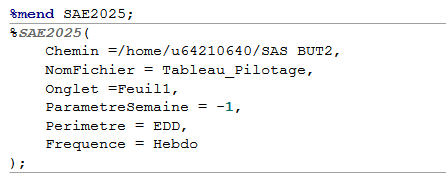 %mend SAE2025;
%SAE2025(
Chemin =/home/u64210640/SAS BUT2,
NomFichier = Tableau_Pilotage,
Onglet =Feuil1,
ParametreSemaine = -1,
Perimetre = EDD,
Frequence = Hebdo
);